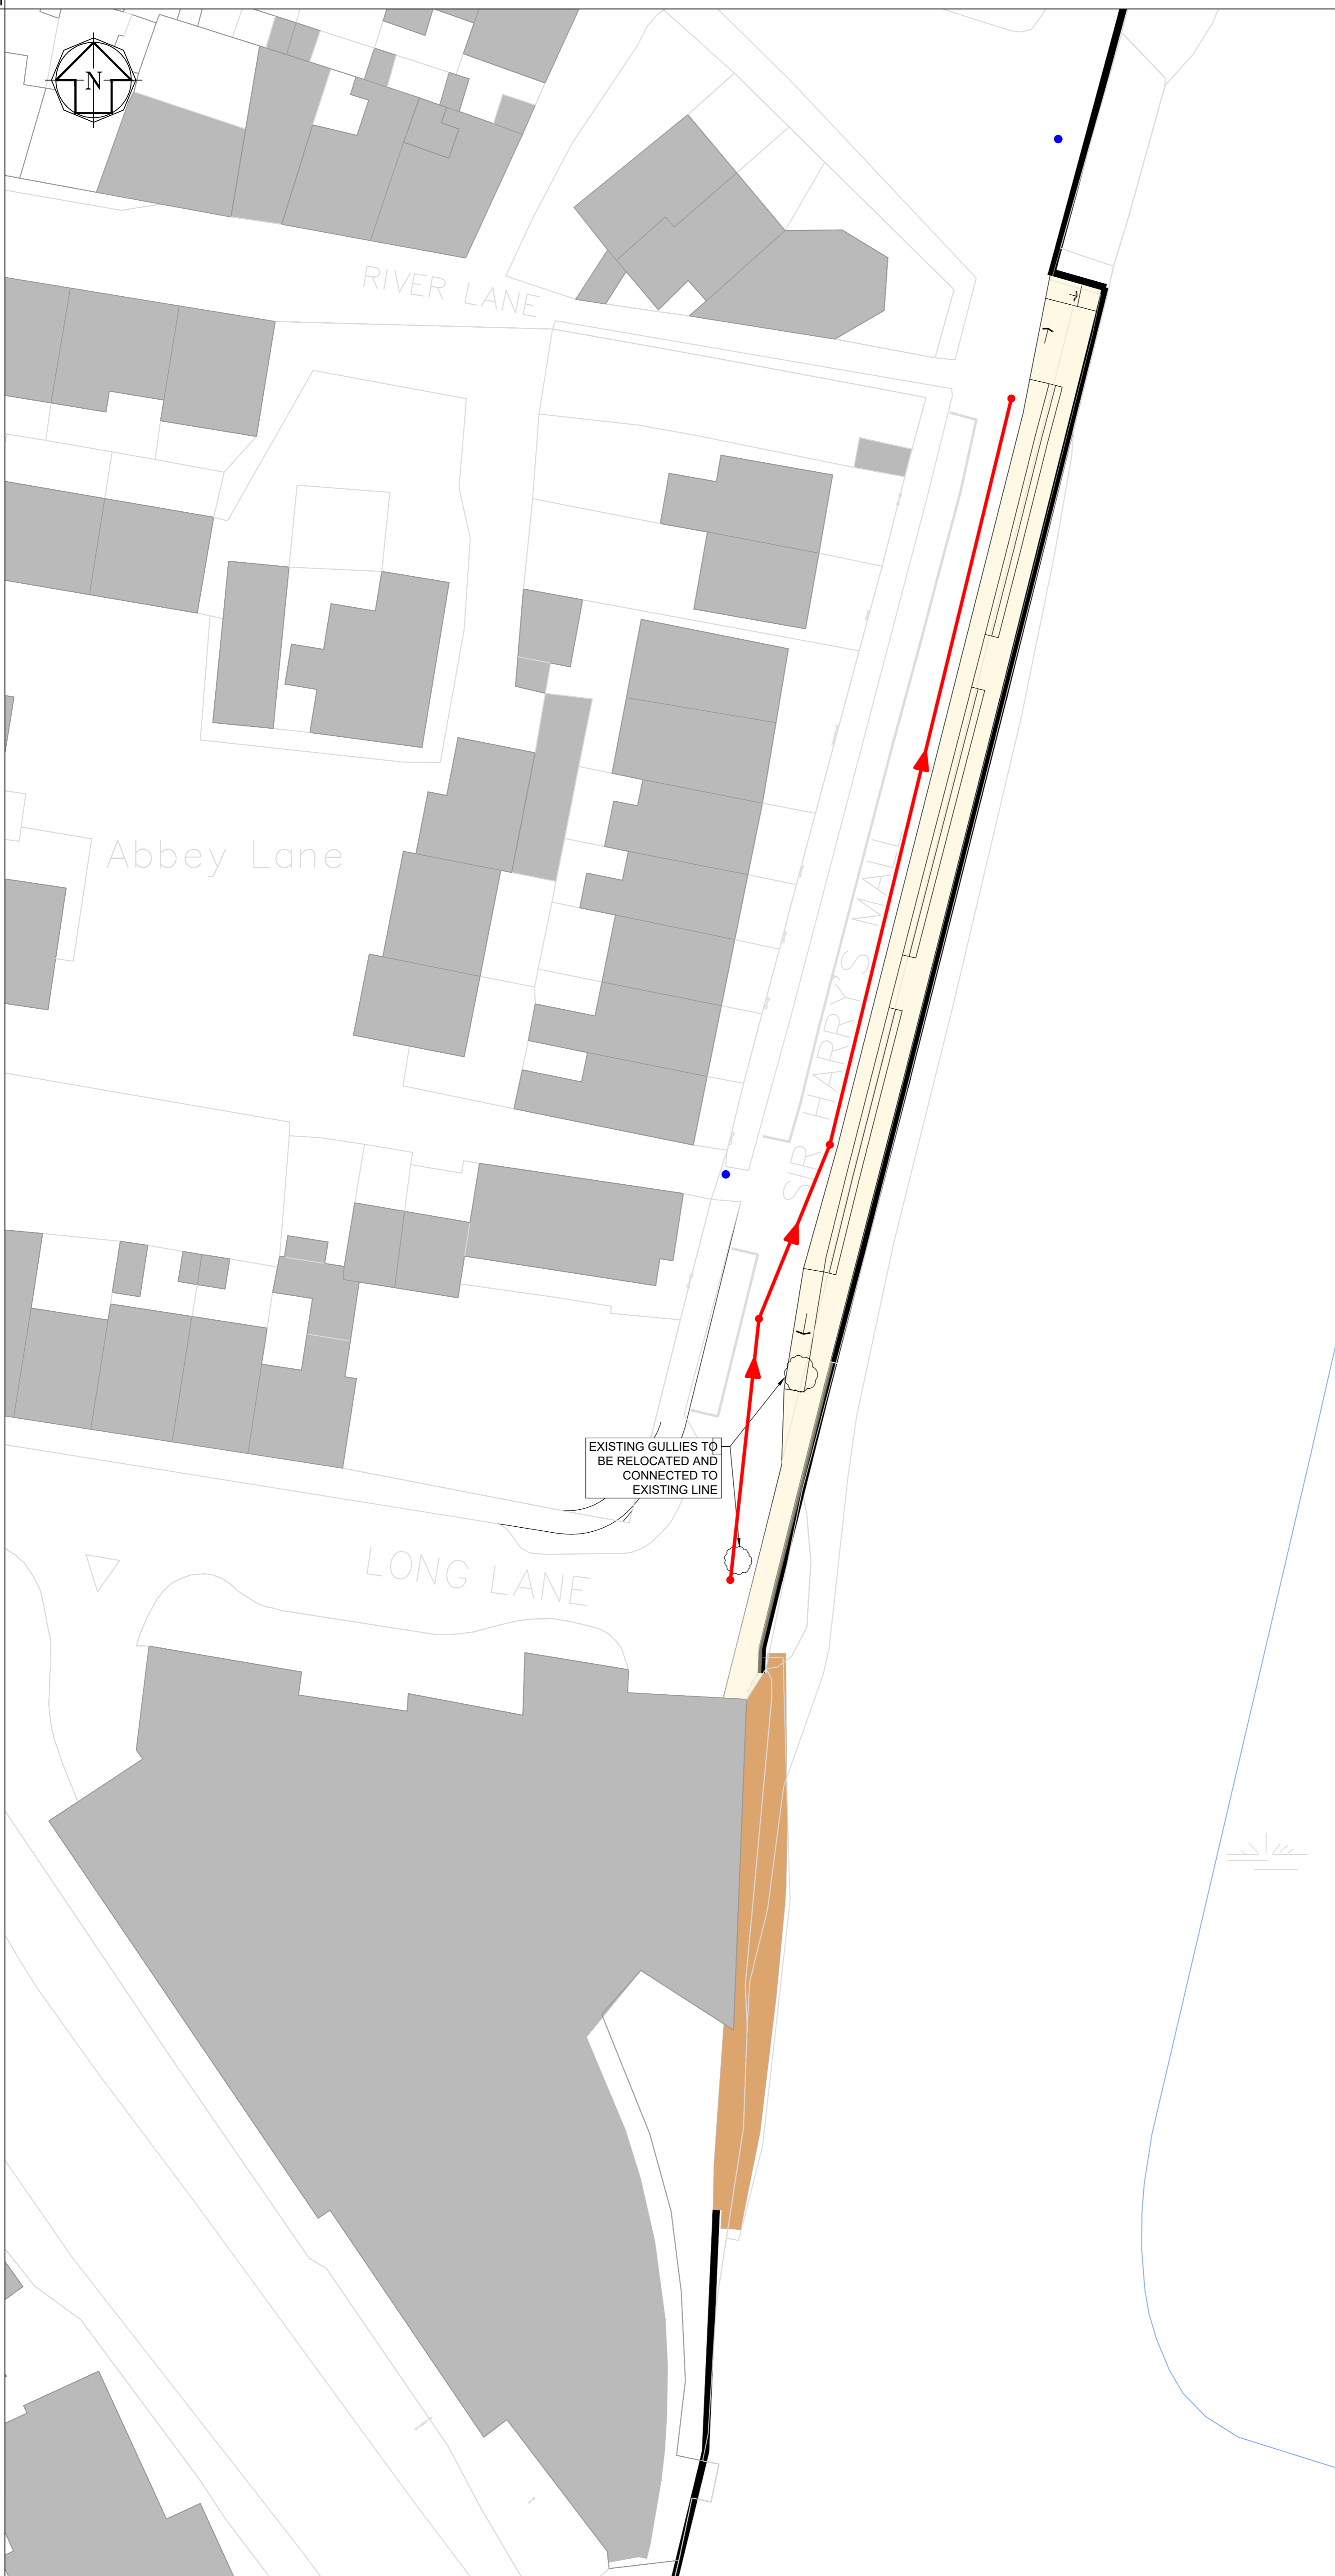 N
RIVER LANE
Abbey Lane
SIR HARRY'S MALL
EXISTING GULLIES TO
BE RELOCATED AND
CONNECTED TO
EXISTING LINE
LONG LANE